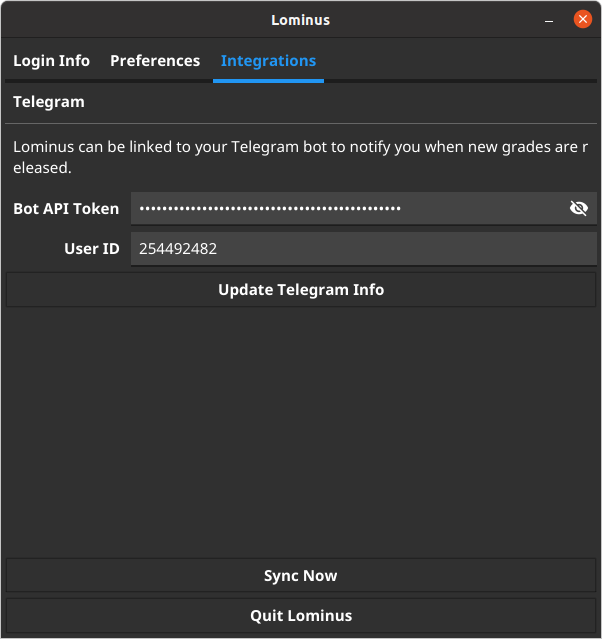 Lominus
Login Info Preferences Integrations
Telegram
Lominus can be linked to your Telegram bot to notify you when new grades are r
eleased.
Bot API Token ••••••••••••••••••••••••••••••••••••••••••••••
User ID 254492482
Update Telegram Info
Sync Now
Quit Lominus